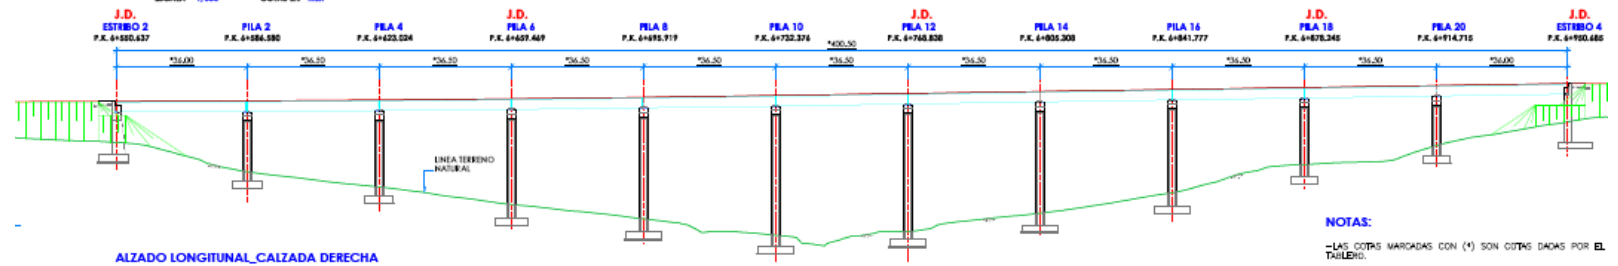 J.D.
ESTRIBO 2
P.K. 6+550.637
PILA 2
P.K. 6+586.580
PILA 4
P.K. 6+623.024
J.D.
PILA 6
P.K. 6+659.469
PILA 8
P.K. 6+695.919
PILA 10
P.K. 6+732.376
J.D.
PILA 12
P.K. 6+768.838
PILA 14
P.K. 6+805.308
PILA 16
P.K. 6+841.777
J.D.
PILA 18
P.K. 6+878.245
PILA 20
P.K. 6+914.715
J.D.
ESTRIBO 4
P.K. 6+950.685
*400.50
*36.00
*36.50
*36.50
*36.50
*36.50
*36.50
*36.50
*36.50
*36.50
*36.50
*36.00
LINEA TERRENO
NATURAL
NOTAS:
-LAS COTAS MARCADAS CON (*) SON COTAS DADAS POR EL
TABLERO.
ALZADO LONGITUNAL_CALZADA DERECHA